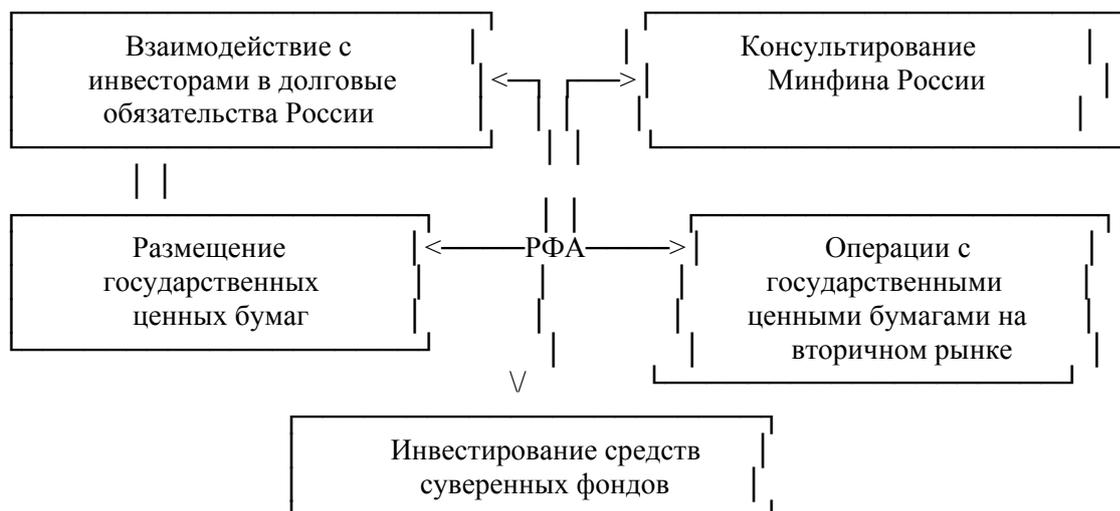 Взаимодействие с
инвесторами в долговые
обязательства России
Консультирование
Минфина России
Размещение
государственных
ценных бумаг
РФА
Операции с
государственными
ценными бумагами на
вторичном рынке
Инвестирование средств
суверенных фондов